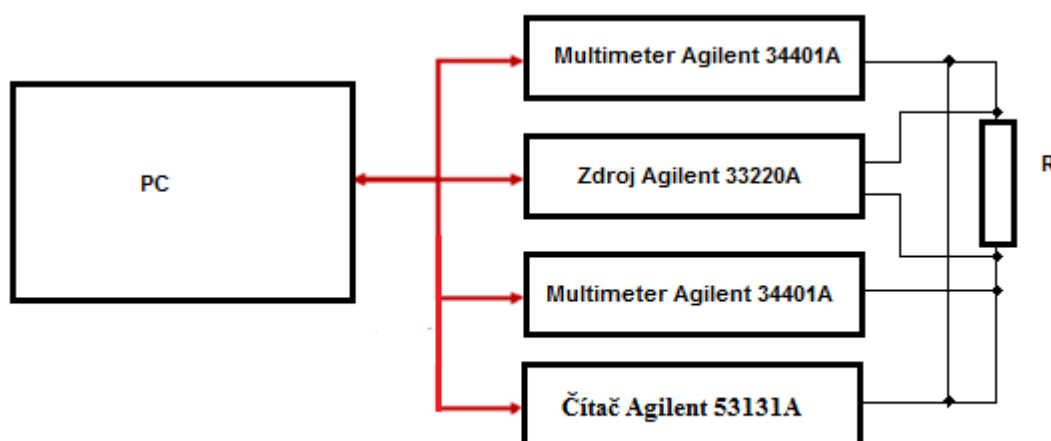 Multimeter Agilent 34401A
PC
Zdroj Agilent 33220A
R
Multimeter Agilent 34401A
Čítač Agilent 53131A